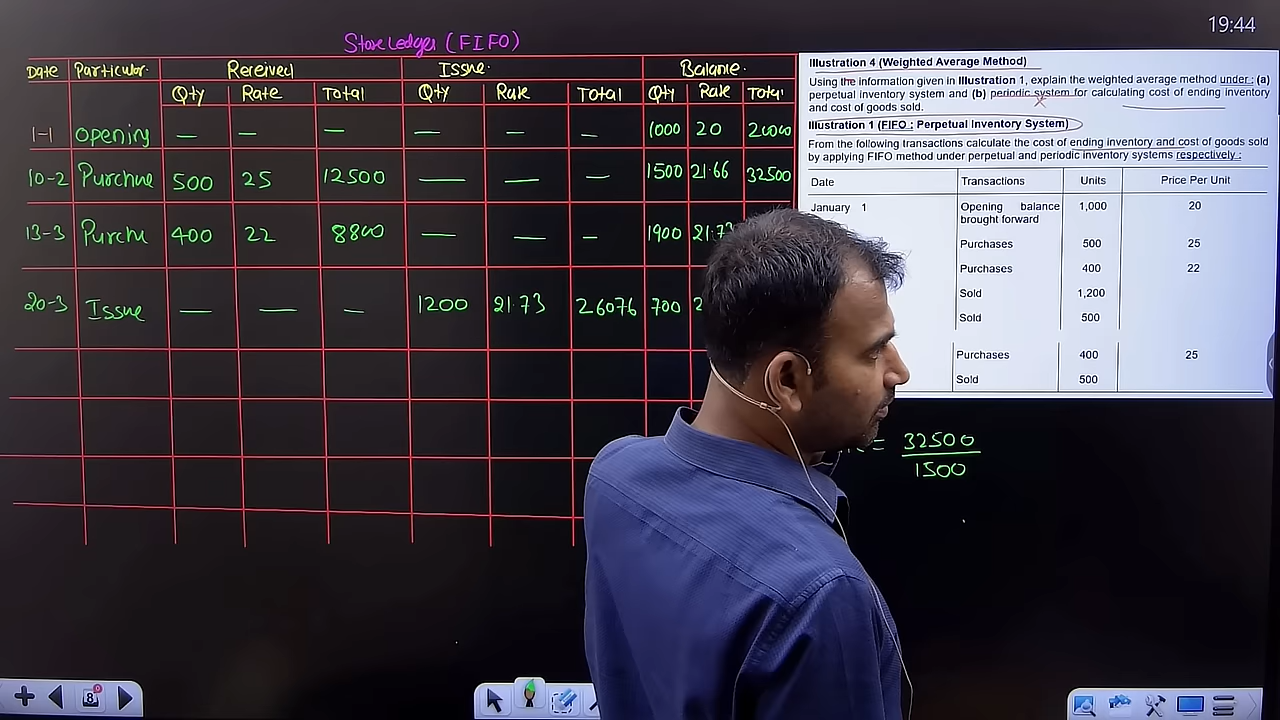 19:44
Store Ledger (FIFO)
Date Particular. Received Issue. Balance.
Qty Rate Total Qty Rate Total Qty Rate Total
1-1 opening — — — — — — 1000 20 20000
10-2 Purchase 500 25 12500 — — — 1500 21.66 32500
13-3 Purchs 400 22 8800 — — — 1900 21.73
20-3 Issue — — — 1200 21.73 26076 700 2
Illustration 4 (Weighted Average Method)
Using the information given in Illustration 1, explain the weighted average method under : (a)
perpetual inventory system and (b) periodic system for calculating cost of ending inventory
and cost of goods sold.
Illustration 1 (FIFO : Perpetual Inventory System)
From the following transactions calculate the cost of ending inventory and cost of goods sold
by applying FIFO method under perpetual and periodic inventory systems respectively :
Date Transactions Units Price Per Unit
January 1 Opening balance 1,000 20
brought forward
Purchases 500 25
Purchases 400 22
Sold 1,200
Sold 500
Purchases 400 25
Sold 500
= 32500
1500
8